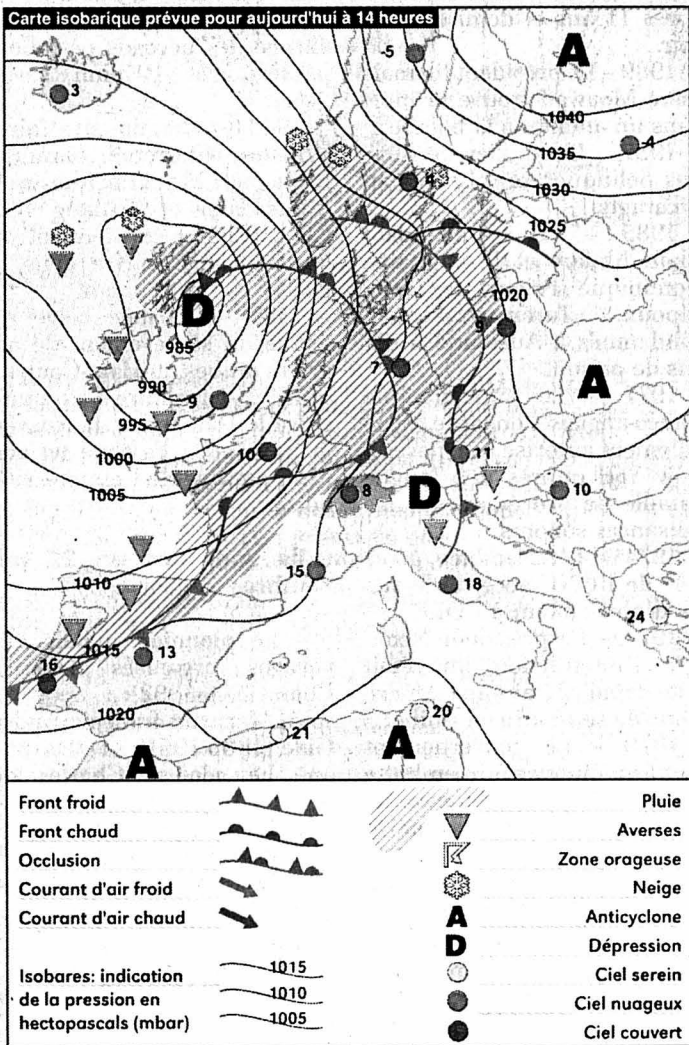 Carte isobarique prévue pour aujourd'hui à 14 heures
-5
A
3
1040
1035
-4
4
1030
1025
1020
D
9
985
7
A
990
9
995
1000
10
11
1005
8
D
10
15
1010
18
24
1015
13
16
1020
20
21
A
A
Front froid
Front chaud
Occlusion
Courant d'air froid
Courant d'air chaud
Isobares: indication
de la pression en
hectopascals (mbar)
1015
1010
1005
Pluie
Averses
Zone orageuse
Neige
A Anticyclone
D Dépression
Ciel serein
Ciel nuageux
Ciel couvert